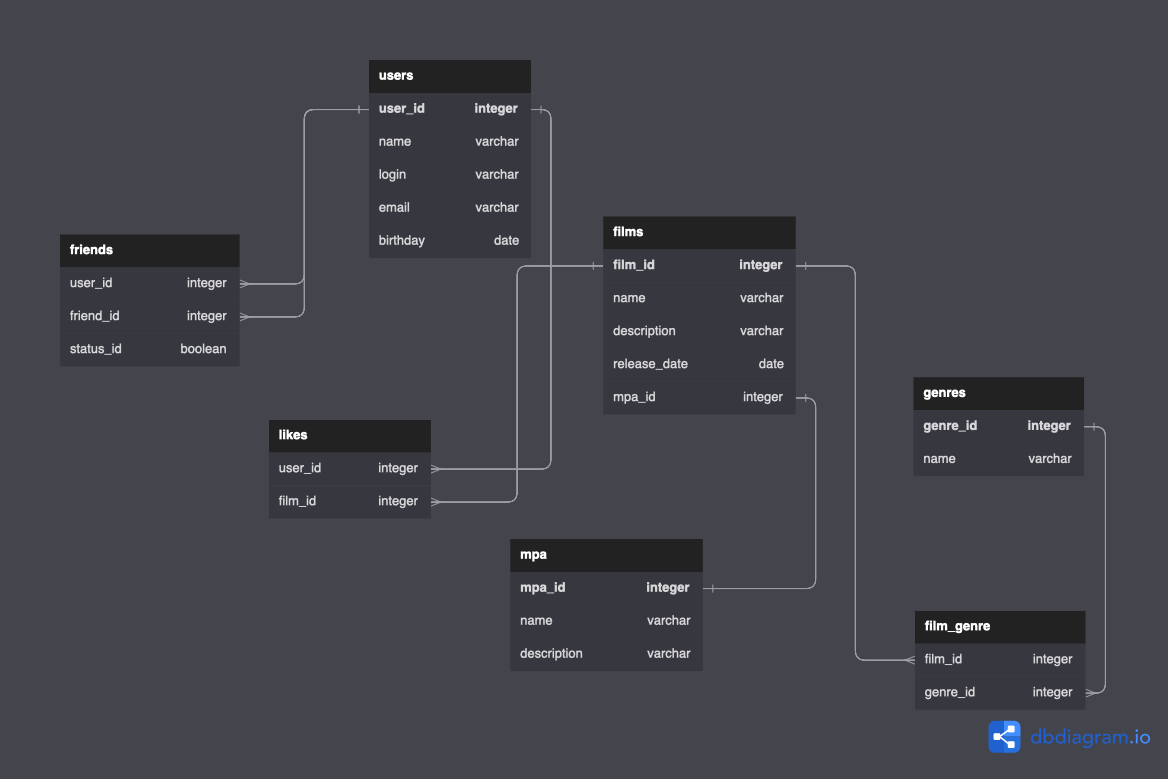 users
user_id integer
name varchar
login varchar
email varchar
birthday date
friends
user_id integer
friend_id integer
status_id boolean
films
film_id integer
name varchar
description varchar
release_date date
mpa_id integer
likes
user_id integer
film_id integer
genres
genre_id integer
name varchar
mpa
mpa_id integer
name varchar
description varchar
film_genre
film_id integer
genre_id integer
dbdiagram.io